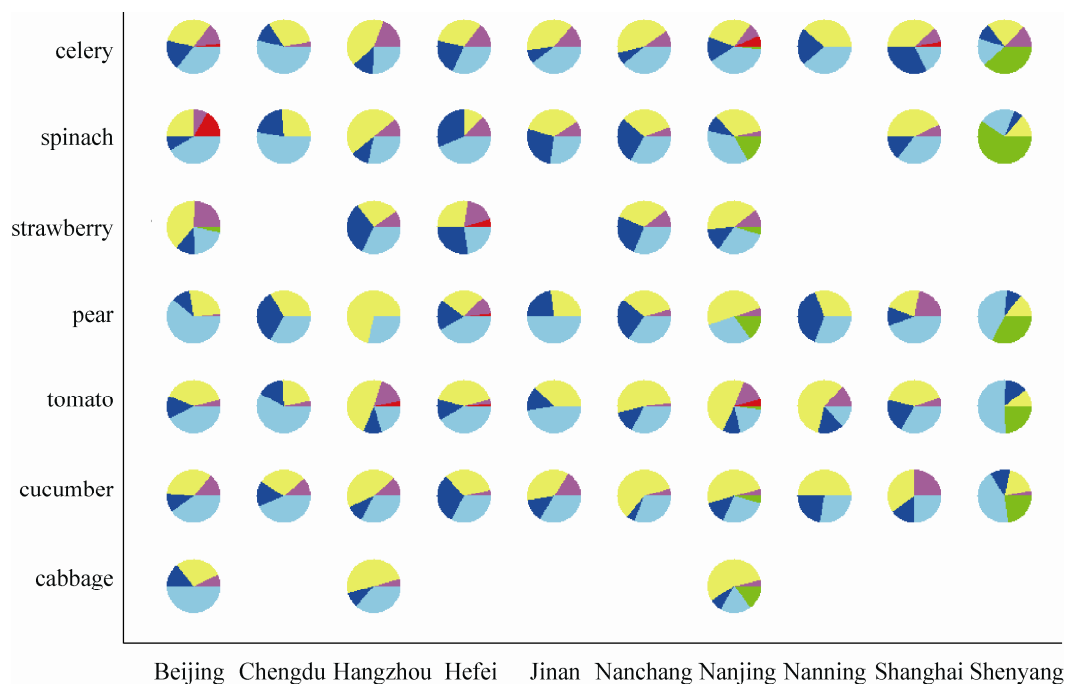 celery
spinach
strawberry
pear
tomato
cucumber
cabbage
Beijing Chengdu Hangzhou Hefei Jinan Nanchang Nanjing Nanning Shanghai Shenyang